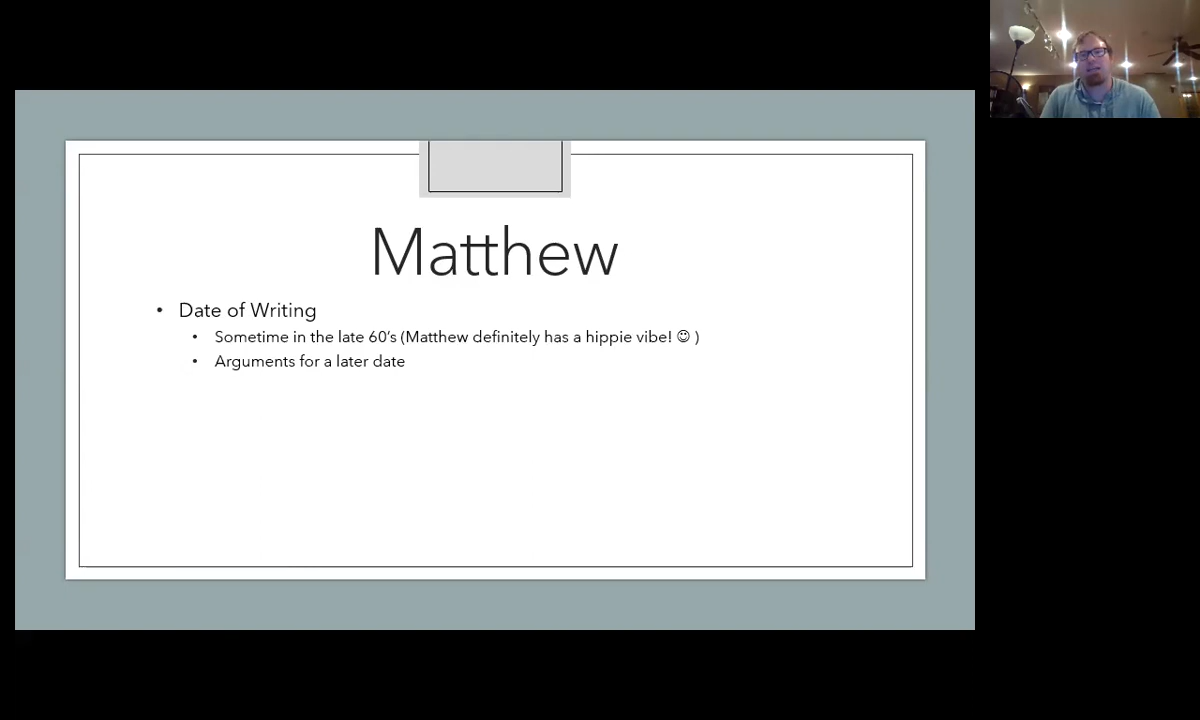 Matthew
• Date of Writing
• Sometime in the late 60's (Matthew definitely has a hippie vibe! ☺ )
• Arguments for a later date